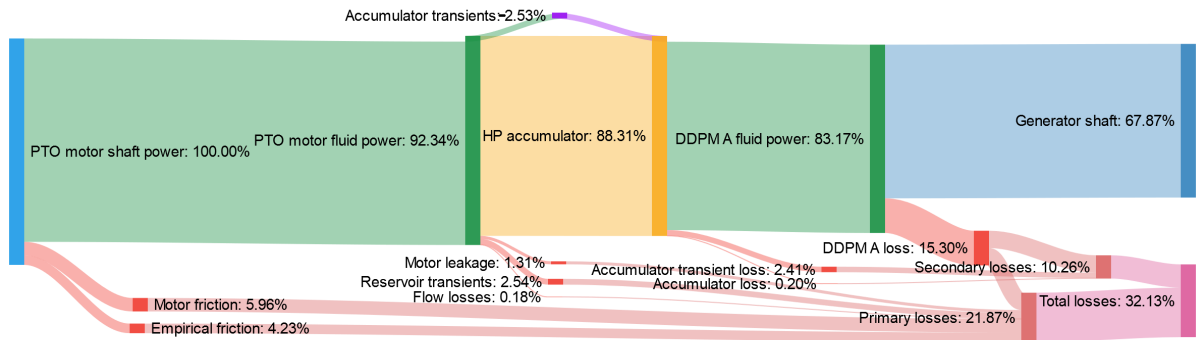 Accumulator transients: -2.53%
PTO motor shaft power: 100.00%
PTO motor fluid power: 92.34%
HP accumulator: 88.31%
DDPM A fluid power: 83.17%
Generator shaft: 67.87%
DDPM A loss: 15.30%
Motor leakage: 1.31%
Accumulator transient loss: 2.41%
Secondary losses: 10.26%
Reservoir transients: 2.54%
Accumulator loss: 0.20%
Flow losses: 0.18%
Motor friction: 5.96%
Total losses: 32.13%
Primary losses: 21.87%
Empirical friction: 4.23%